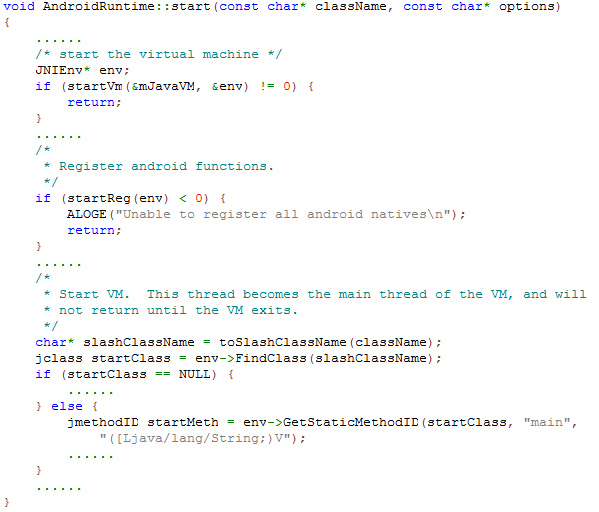 void AndroidRuntime::start(const char* className, const char* options)
{
    ......
    /* start the virtual machine */
    JNIEnv* env;
    if (startVm(&mJavaVM, &env) != 0) {
        return;
    }
    ......
    /*
     * Register android functions.
     */
    if (startReg(env) < 0) {
        ALOGE("Unable to register all android natives\n");
        return;
    }
    ......
    /*
     * Start VM.  This thread becomes the main thread of the VM, and will
     * not return until the VM exits.
     */
    char* slashClassName = toSlashClassName(className);
    jclass startClass = env->FindClass(slashClassName);
    if (startClass == NULL) {
        ......
    } else {
        jmethodID startMeth = env->GetStaticMethodID(startClass, "main",
            "([Ljava/lang/String;)V");
        ......
    }
    ......
}